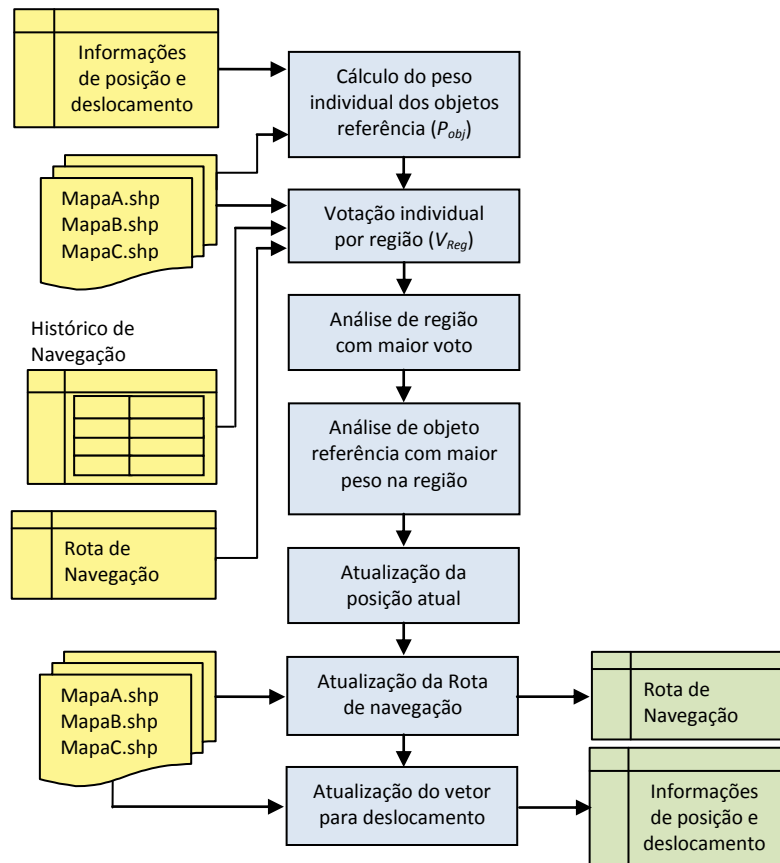 Informações
de posição e
deslocamento
Cálculo do peso
individual dos objetos
referência (P_obj)
MapaA.shp
MapaB.shp
MapaC.shp
Votação individual
por região (V_Reg)
Análise de região
com maior voto
Histórico de
Navegação
Análise de objeto
referência com maior
peso na região
Rota de
Navegação
Atualização da
posição atual
MapaA.shp
MapaB.shp
MapaC.shp
Atualização da Rota
de navegação
Rota de
Navegação
Atualização do vetor
para deslocamento
Informações
de posição e
deslocamento